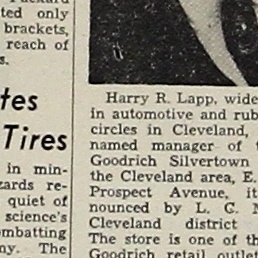 ted only
brackets,
reach of
s.
tes
Tires
in min-
zards re-
quiet of
science's
ombatting
ny. The
Harry R. Lapp, wide
in automotive and rub
circles in Cleveland,
named manager of
Goodrich Silvertown
the Cleveland area, E.
Prospect Avenue, it
nounced by L. C.
Cleveland district
The store is one of th
Goodrich retail outlet